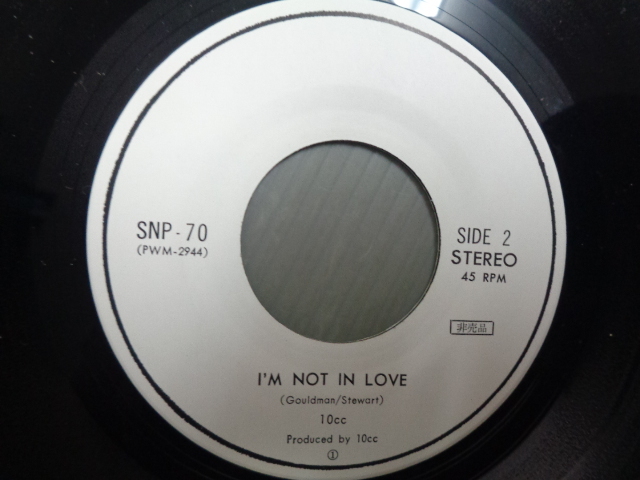 SNP-70
(PWM-2944)
SIDE 2
STEREO
45 RPM
非売品
I'M NOT IN LOVE
(Gouldman/Stewart)
10cc
Produced by 10cc
①